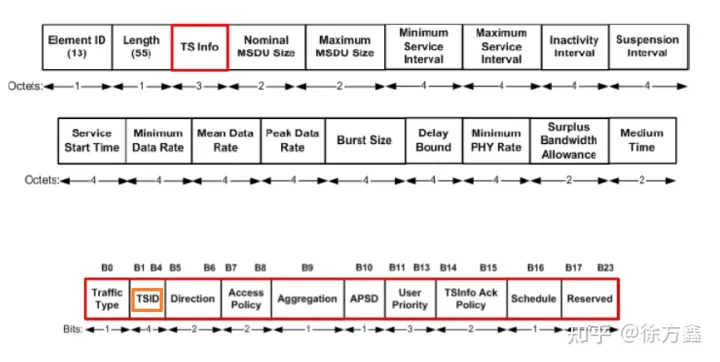 Element ID (13) Length (55) TS Info Nominal MSDU Size Maximum MSDU Size Minimum Service Interval Maximum Service Interval Inactivity Interval Suspension Interval
Octets: 1 1 3 2 2 4 4 4 4
Service Start Time Minimum Data Rate Mean Data Rate Peak Data Rate Burst Size Delay Bound Minimum PHY Rate Surplus Bandwidth Allowance Medium Time
Octets: 4 4 4 4 4 4 4 2 2
B0 B1 B4 B5 B6 B7 B8 B9 B10 B11 B13 B14 B15 B16 B17 B23
Traffic Type TSID Direction Access Policy Aggregation APSD User Priority TSInfo Ack Policy Schedule Reserved
Bits: 1 4 2 2 1 1 3 2 1
知乎 @徐方鑫